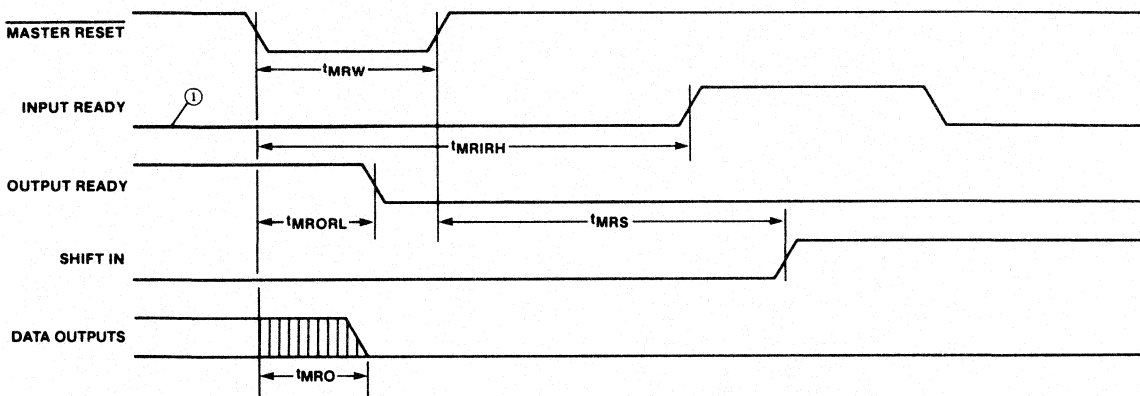 MASTER RESET
tMRW
INPUT READY
1
tMRIRH
OUTPUT READY
tMRORL
tMRS
SHIFT IN
DATA OUTPUTS
tMRO